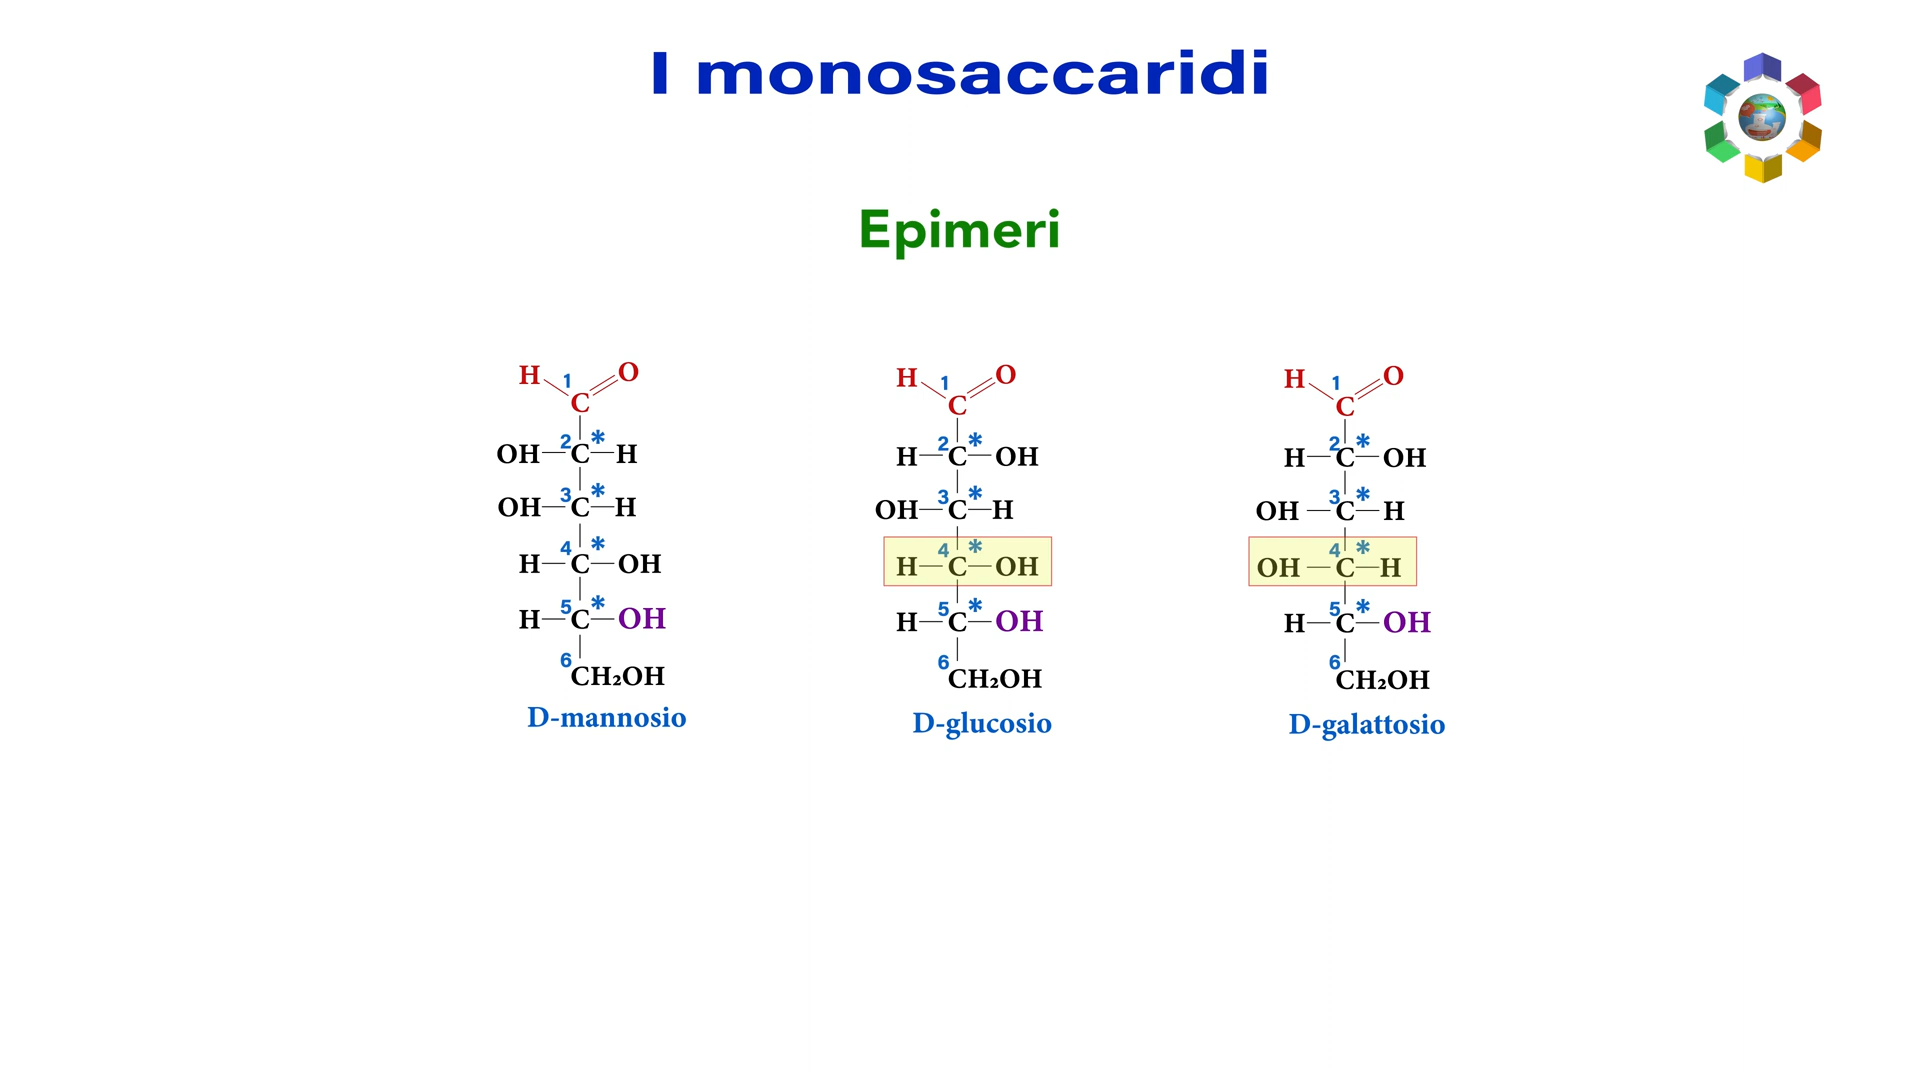 I monosaccaridi
Epimeri
H 1 O
C
OH 2 C * H
OH 3 C * H
H 4 C * OH
H 5 C * OH
6
CH₂OH
D-mannosio
H 1 O
C
H 2 C * OH
OH 3 C * H
H 4 C * OH
H 5 C * OH
6
CH₂OH
D-glucosio
H 1 O
C
H 2 C * OH
OH 3 C * H
OH 4 C * H
H 5 C * OH
6
CH₂OH
D-galattosio